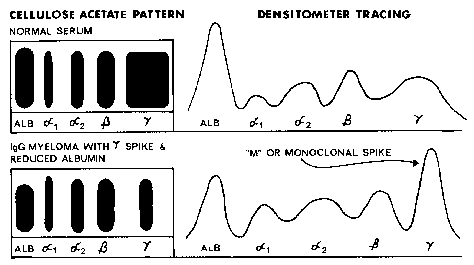 CELLULOSE ACETATE PATTERN
DENSITOMETER TRACING
NORMAL SERUM
ALB α1 α2 β γ
ALB α1 α2 β γ
IgG MYELOMA WITH γ SPIKE &
REDUCED ALBUMIN
"M" OR MONOCLONAL SPIKE
ALB α1 α2 β γ
ALB α1 α2 β γ